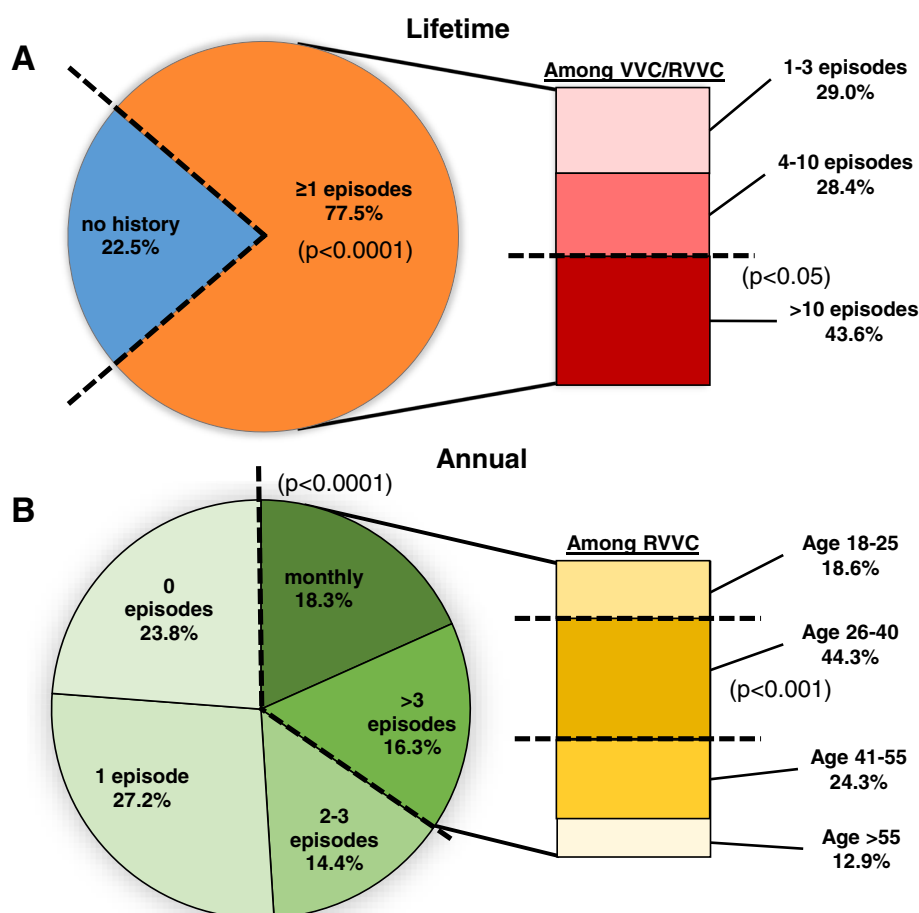 Lifetime
A
Among VVC/RVVC
no history
22.5%
≥1 episodes
77.5%
(p<0.0001)
1-3 episodes
29.0%
4-10 episodes
28.4%
(p<0.05)
>10 episodes
43.6%
Annual
B
(p<0.0001)
monthly
18.3%
>3
episodes
16.3%
2-3
episodes
14.4%
1 episode
27.2%
0
episodes
23.8%
Among RVVC
Age 18-25
18.6%
Age 26-40
44.3%
(p<0.001)
Age 41-55
24.3%
Age >55
12.9%